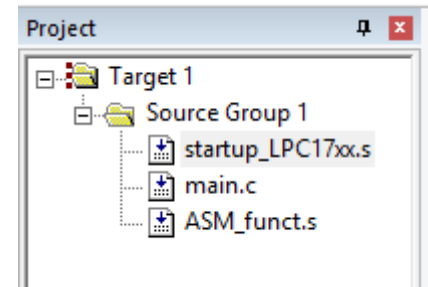 Project
Target 1
Source Group 1
startup_LPC17xx.s
main.c
ASM_funct.s